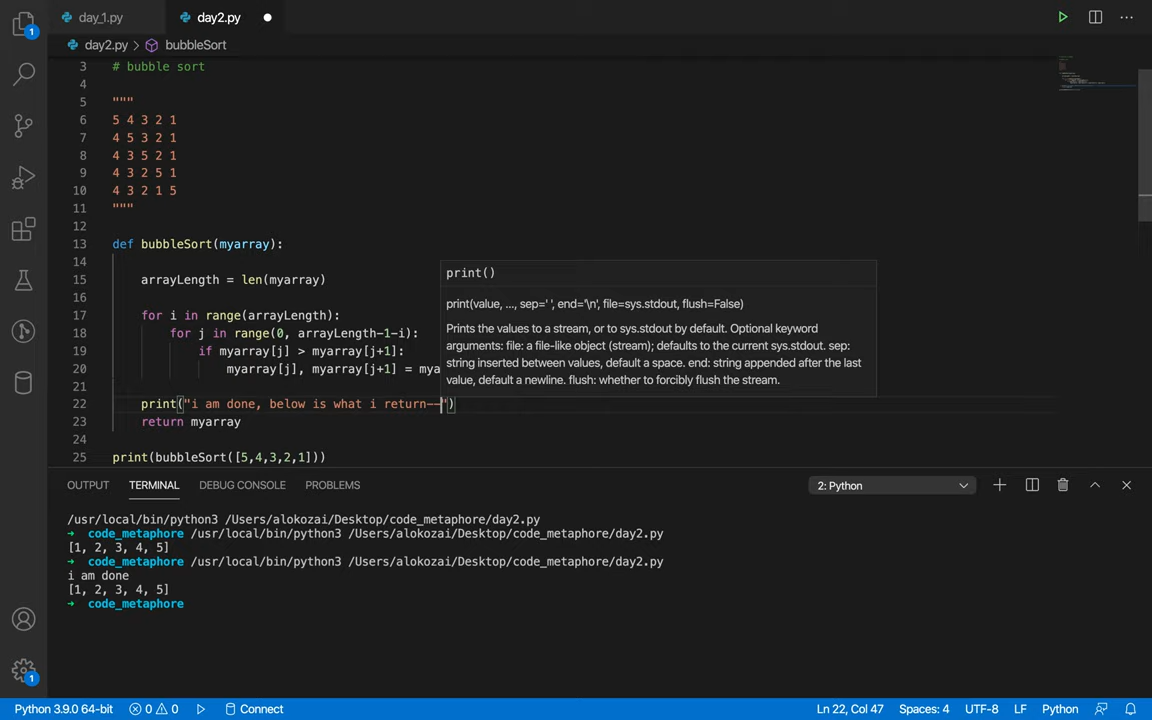 day_1.py
day2.py
day2.py > bubbleSort
3 # bubble sort
4
5 """
6 5 4 3 2 1
7 4 5 3 2 1
8 4 3 5 2 1
9 4 3 2 5 1
10 4 3 2 1 5
11 """
12
13 def bubbleSort(myarray):
14
15 arrayLength = len(myarray)
16
17 for i in range(arrayLength):
18 for j in range(0, arrayLength-1-i):
19 if myarray[j] > myarray[j+1]:
20 myarray[j], myarray[j+1] = mya
21
22 print("i am done, below is what i return--")
23 return myarray
24
25 print(bubbleSort([5,4,3,2,1]))
print()
print(value, ..., sep=' ', end='\n', file=sys.stdout, flush=False)
Prints the values to a stream, or to sys.stdout by default. Optional keyword
arguments: file: a file-like object (stream); defaults to the current sys.stdout. sep:
string inserted between values, default a space. end: string appended after the last
value, default a newline. flush: whether to forcibly flush the stream.
OUTPUT TERMINAL DEBUG CONSOLE PROBLEMS 2: Python
/usr/local/bin/python3 /Users/alokozai/Desktop/code_metaphore/day2.py
➜ code_metaphore /usr/local/bin/python3 /Users/alokozai/Desktop/code_metaphore/day2.py
[1, 2, 3, 4, 5]
➜ code_metaphore /usr/local/bin/python3 /Users/alokozai/Desktop/code_metaphore/day2.py
i am done
[1, 2, 3, 4, 5]
➜ code_metaphore
1
1
Python 3.9.0 64-bit 0 0 Connect Ln 22, Col 47 Spaces: 4 UTF-8 LF Python